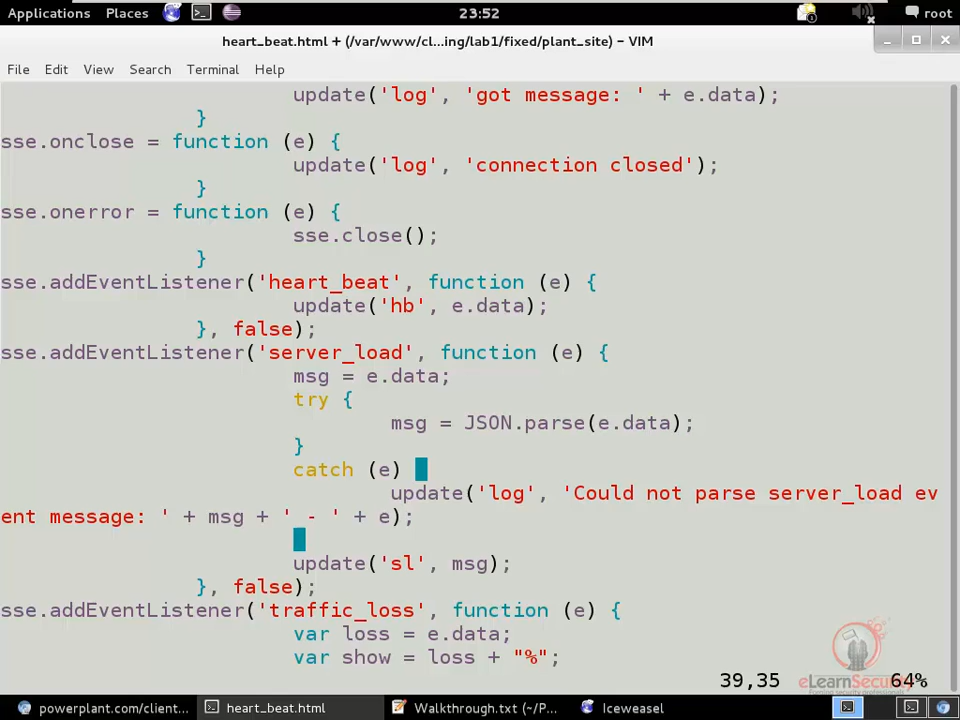 Applications Places 23:52 1 root
heart_beat.html + (/var/www/cl...ing/lab1/fixed/plant_site) - VIM
File Edit View Search Terminal Help
update('log', 'got message: ' + e.data);
}
sse.onclose = function (e) {
update('log', 'connection closed');
}
sse.onerror = function (e) {
sse.close();
}
sse.addEventListener('heart_beat', function (e) {
update('hb', e.data);
}, false);
sse.addEventListener('server_load', function (e) {
msg = e.data;
try {
msg = JSON.parse(e.data);
}
catch (e)
update('log', 'Could not parse server_load ev
ent message: ' + msg + ' - ' + e);
update('sl', msg);
}, false);
sse.addEventListener('traffic_loss', function (e) {
var loss = e.data;
var show = loss + "%";
39,35 64%
eLearnSecurity
powerplant.com/client... heart_beat.html Walkthrough.txt (~/P... Iceweasel